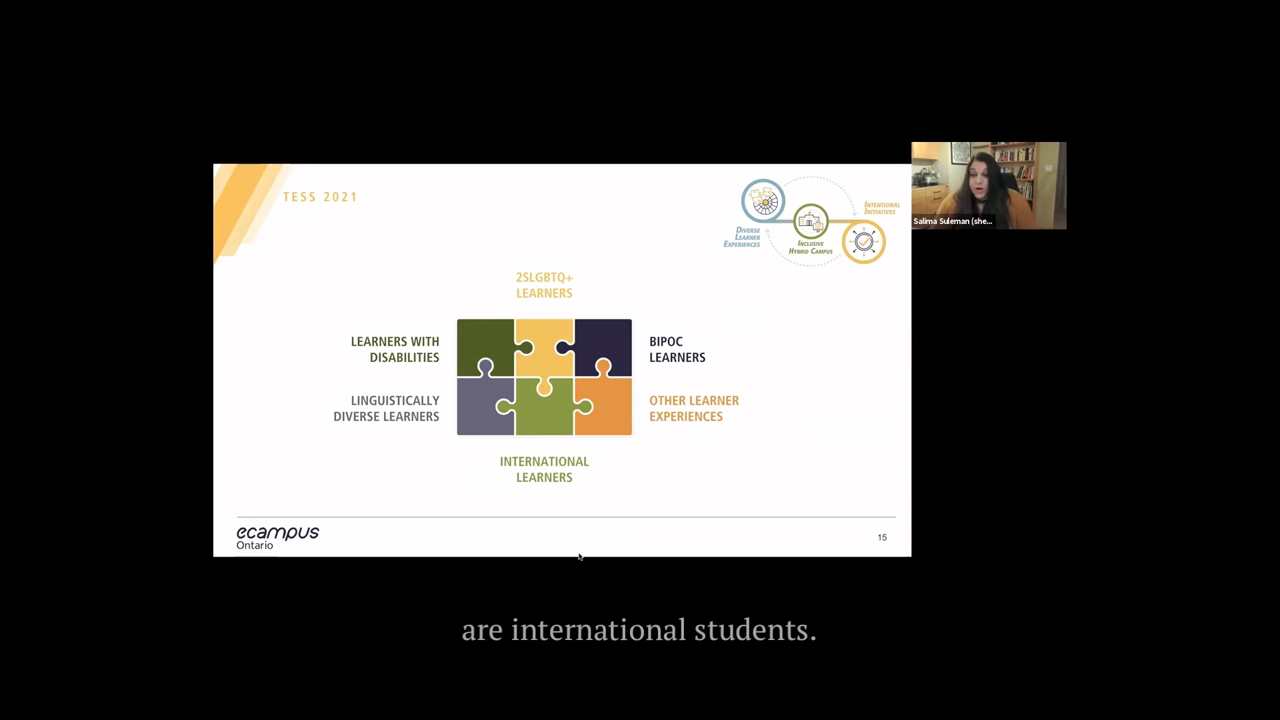 TESS 2021
INTENTIONAL
INITIATIVES
DIVERSE
LEARNER
EXPERIENCES
INCLUSIVE
HYBRID CAMPUS
Salima Suleman (she...
2SLGBTQ+
LEARNERS
LEARNERS WITH
DISABILITIES
BIPOC
LEARNERS
LINGUISTICALLY
DIVERSE LEARNERS
OTHER LEARNER
EXPERIENCES
INTERNATIONAL
LEARNERS
ecampus
Ontario
15
are international students.